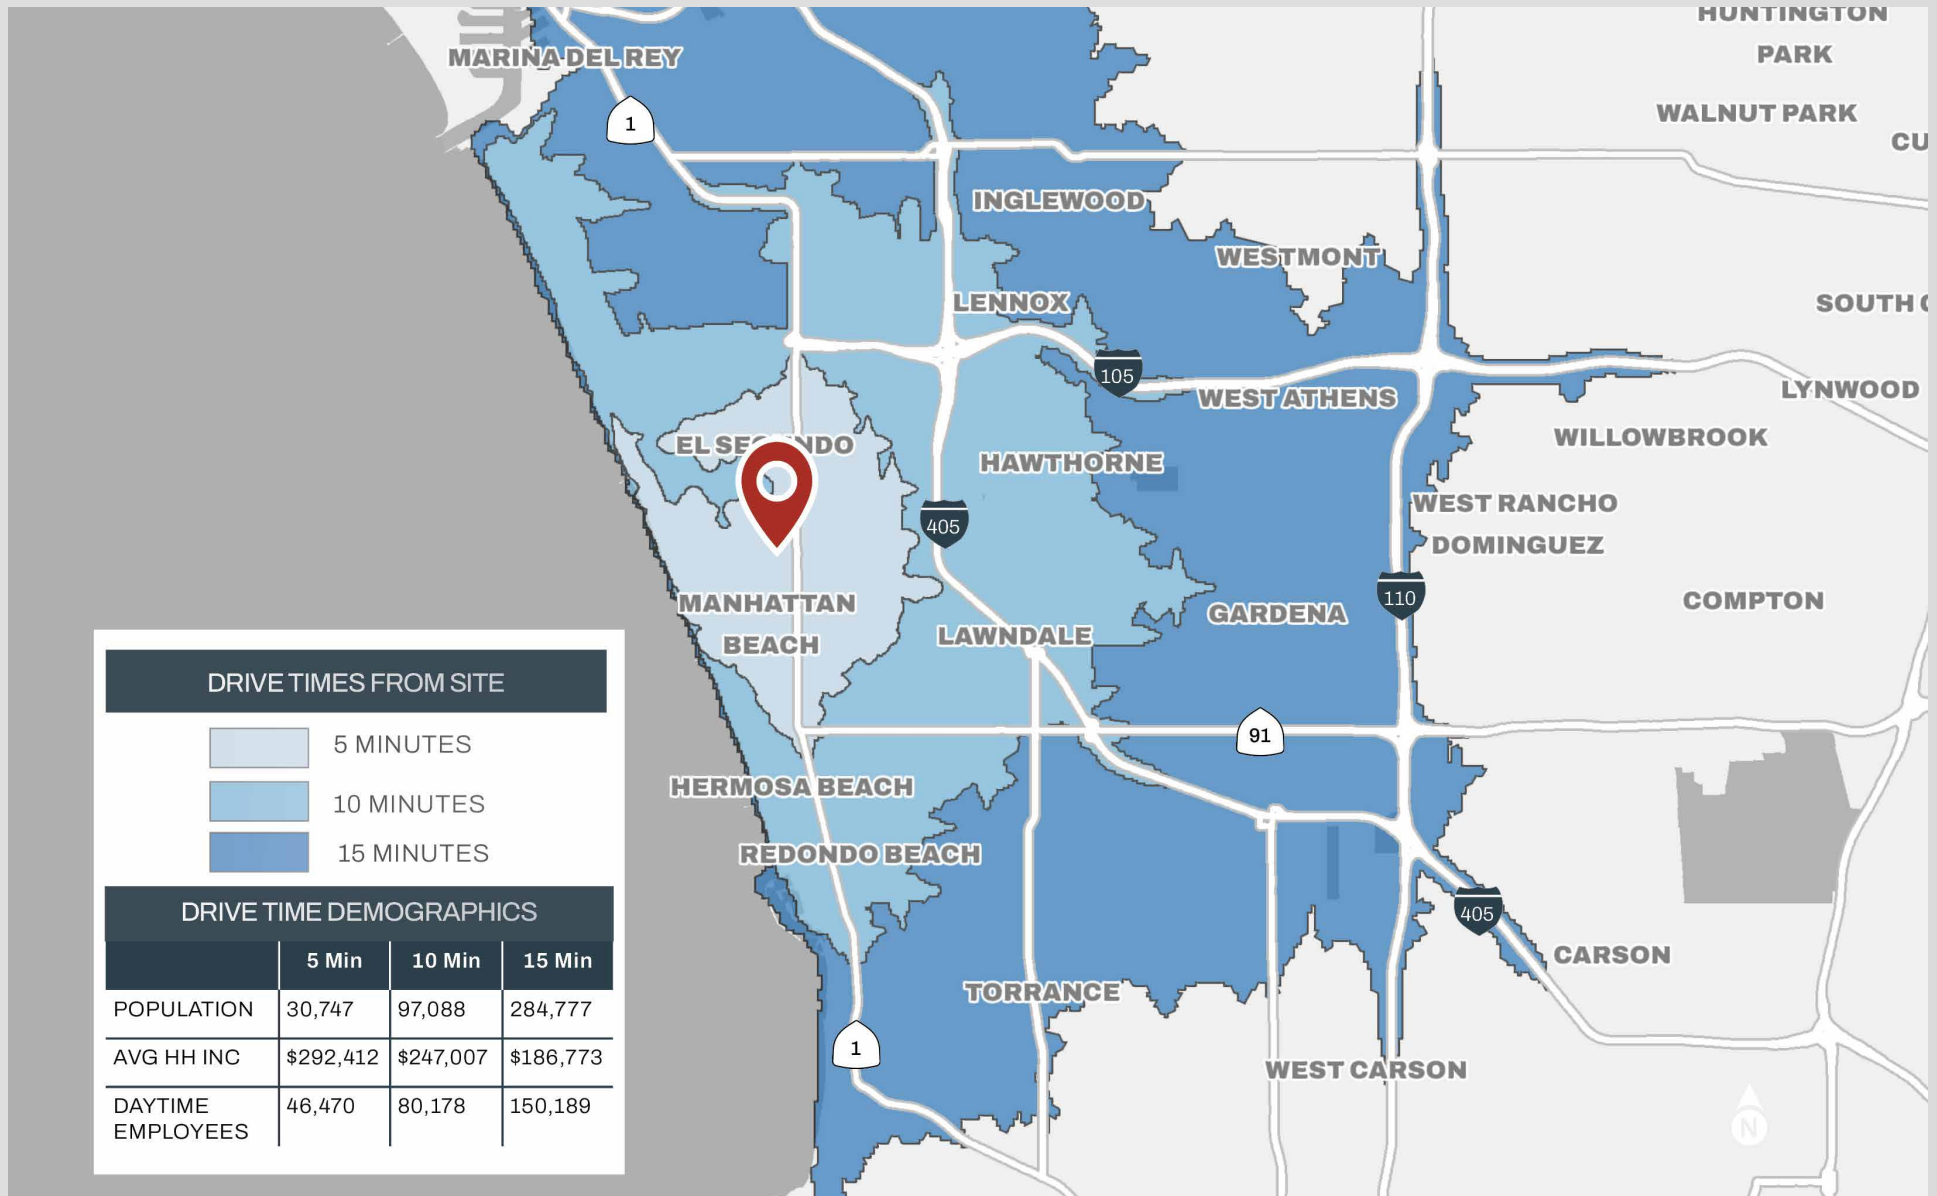 HUNTINGTON
PARK
MARINA DEL REY
WALNUT PARK
1
CU
INGLEWOOD
WESTMONT
LENNOX
SOUTH
105
LYNWOOD
WEST ATHENS
WILLOWBROOK
EL SEGUNDO
HAWTHORNE
WEST RANCHO
DOMINGUEZ
405
110
COMPTON
MANHATTAN
BEACH
GARDENA
LAWNDALE
91
HERMOSA BEACH
REDONDO BEACH
405
CARSON
TORRANCE
1
WEST CARSON
N
DRIVE TIMES FROM SITE
5 MINUTES
10 MINUTES
15 MINUTES
DRIVE TIME DEMOGRAPHICS
5 Min 10 Min 15 Min
POPULATION 30,747 97,088 284,777
AVG HH INC $292,412 $247,007 $186,773
DAYTIME EMPLOYEES 46,470 80,178 150,189